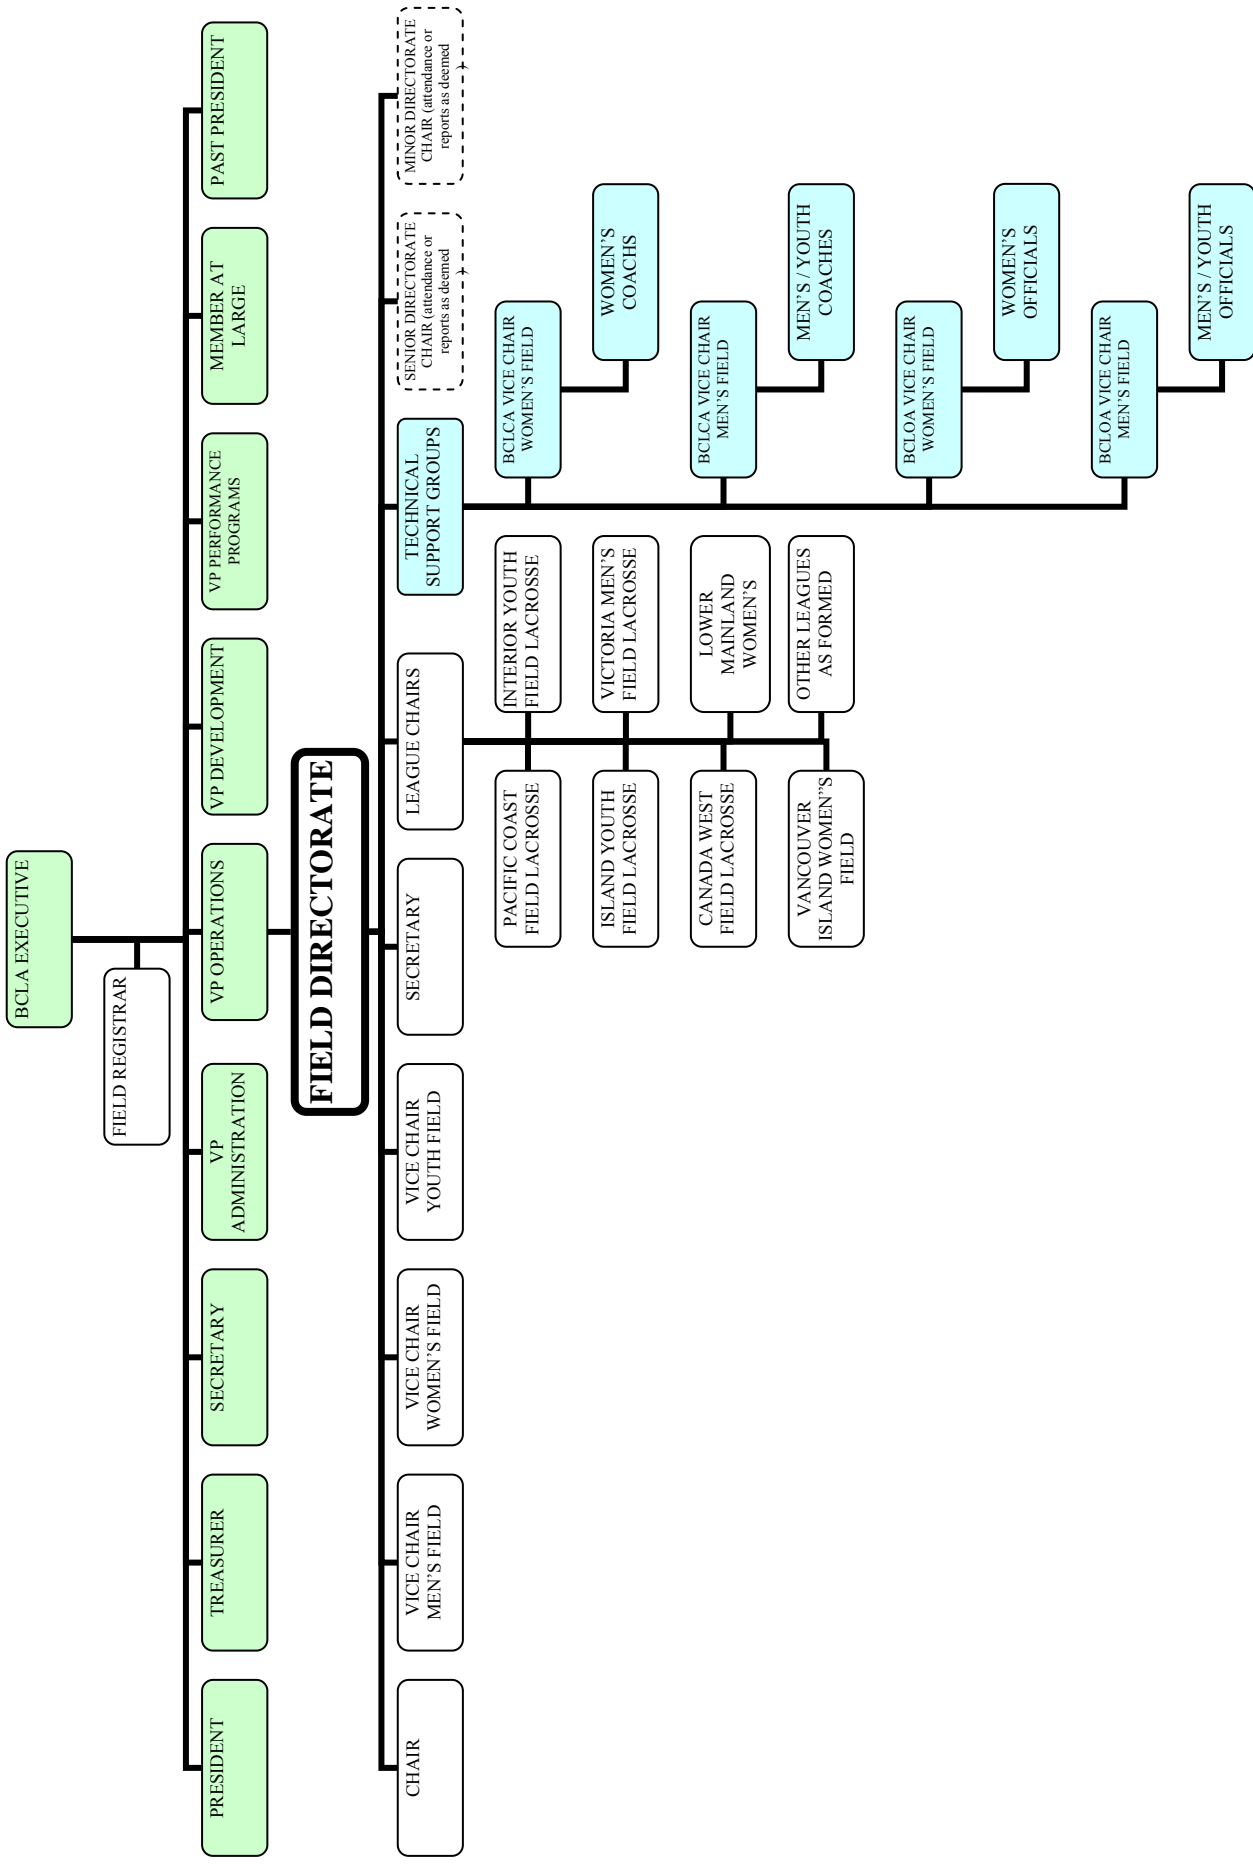 BCLA EXECUTIVE
FIELD REGISTRAR
PRESIDENT
TREASURER
SECRETARY
VP
ADMINISTRATION
VP OPERATIONS
VP DEVELOPMENT
VP PERFORMANCE
PROGRAMS
MEMBER AT
LARGE
PAST PRESIDENT
FIELD DIRECTORATE
CHAIR
VICE CHAIR
MEN'S FIELD
VICE CHAIR
WOMEN'S FIELD
VICE CHAIR
YOUTH FIELD
SECRETARY
LEAGUE CHAIRS
TECHNICAL
SUPPORT GROUPS
SENIOR DIRECTORATE
CHAIR (attendance or
reports as deemed
)
MINOR DIRECTORATE
CHAIR (attendance or
reports as deemed
)
PACIFIC COAST
FIELD LACROSSE
INTERIOR YOUTH
FIELD LACROSSE
ISLAND YOUTH
FIELD LACROSSE
VICTORIA MEN'S
FIELD LACROSSE
CANADA WEST
FIELD LACROSSE
LOWER
MAINLAND
WOMEN'S
VANCOUVER
ISLAND WOMEN"S
FIELD
OTHER LEAGUES
AS FORMED
BCLCA VICE CHAIR
WOMEN'S FIELD
WOMEN'S
COACHS
BCLCA VICE CHAIR
MEN'S FIELD
MEN'S / YOUTH
COACHES
BCLOA VICE CHAIR
WOMEN'S FIELD
WOMEN'S
OFFICIALS
BCLOA VICE CHAIR
MEN'S FIELD
MEN'S / YOUTH
OFFICIALS